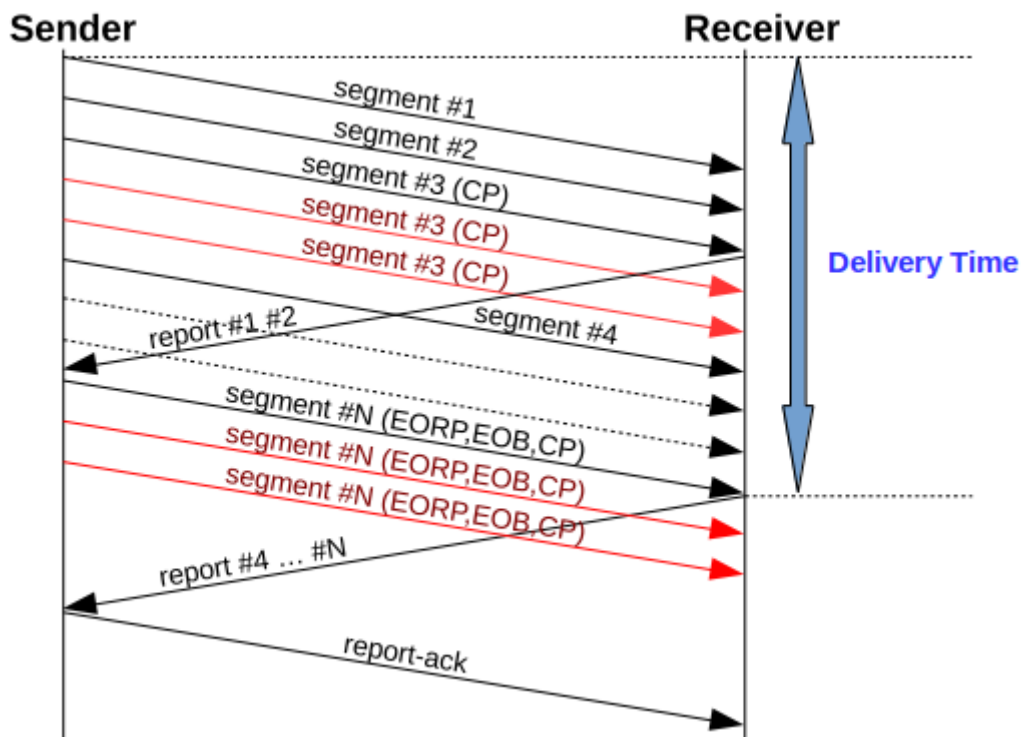 Sender
Receiver
segment #1
segment #2
segment #3 (CP)
segment #3 (CP)
segment #3 (CP)
Delivery Time
report #1 #2
segment #4
segment #N (EORP,EOB,CP)
segment #N (EORP,EOB,CP)
segment #N (EORP,EOB,CP)
report #4 ... #N
report-ack